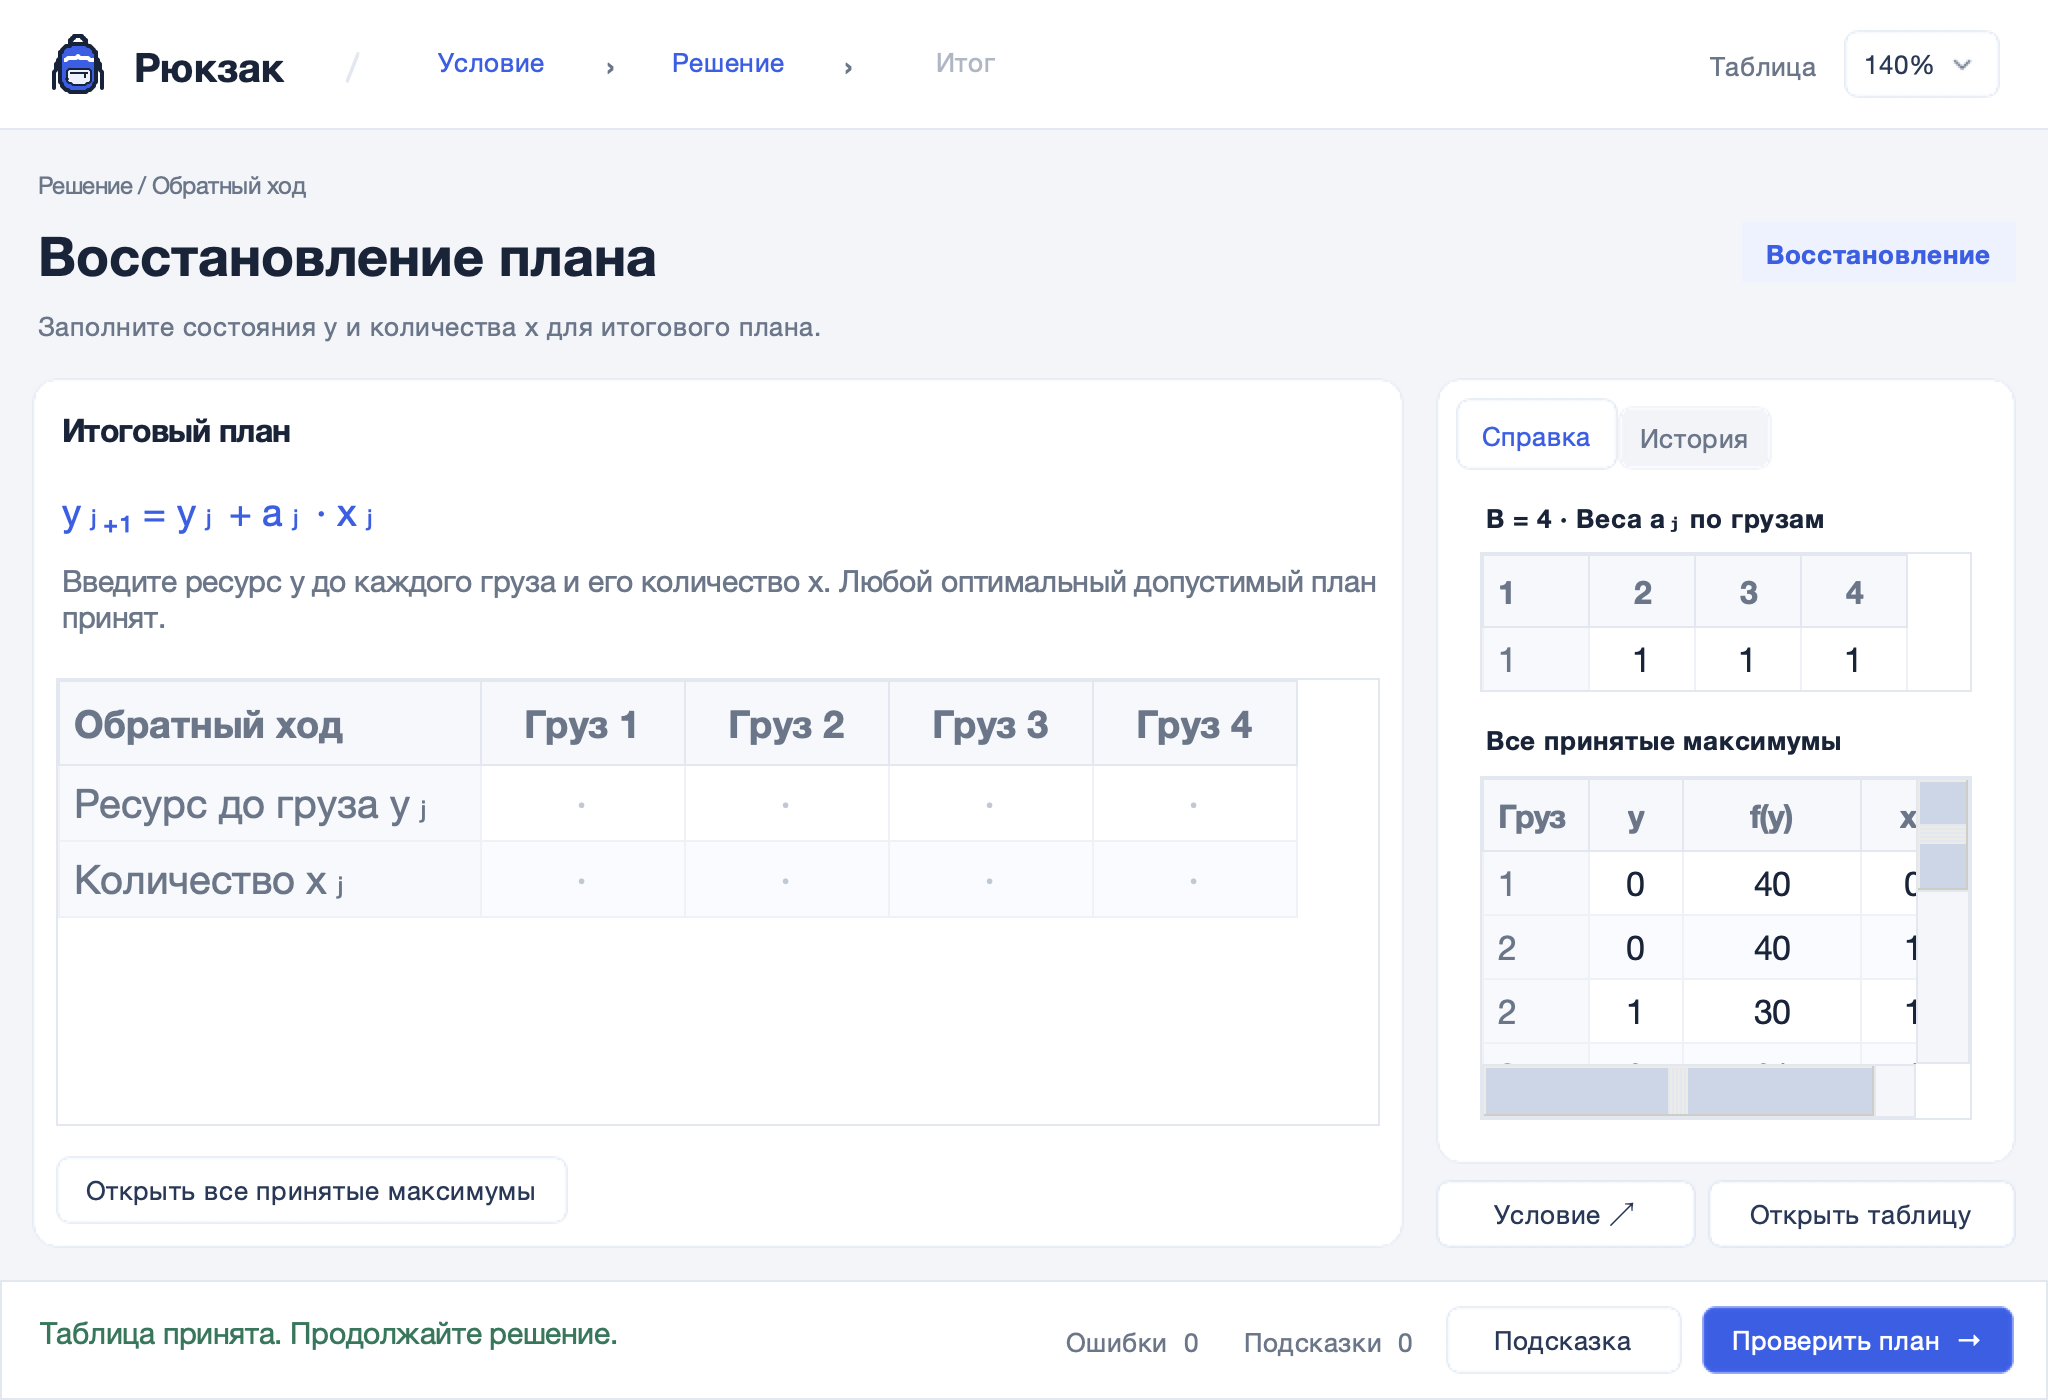 Рюкзак / Условие › Решение › Итог Таблица 140%
Решение / Обратный ход
Восстановление плана
Восстановление
Заполните состояния y и количества x для итогового плана.
Итоговый план
y j+1 = y j + a j · x j
Введите ресурс y до каждого груза и его количество x. Любой оптимальный допустимый план
принят.
Обратный ход Груз 1 Груз 2 Груз 3 Груз 4
Ресурс до груза y j · · · ·
Количество x j · · · ·
Открыть все принятые максимумы
Справка История
B = 4 · Веса a j по грузам
1 2 3 4
1 1 1 1
Все принятые максимумы
Груз y f(y) x
1 0 40 0
2 0 40 1
2 1 30 1
Условие ↗ Открыть таблицу
Таблица принята. Продолжайте решение.
Ошибки 0 Подсказки 0 Подсказка Проверить план →